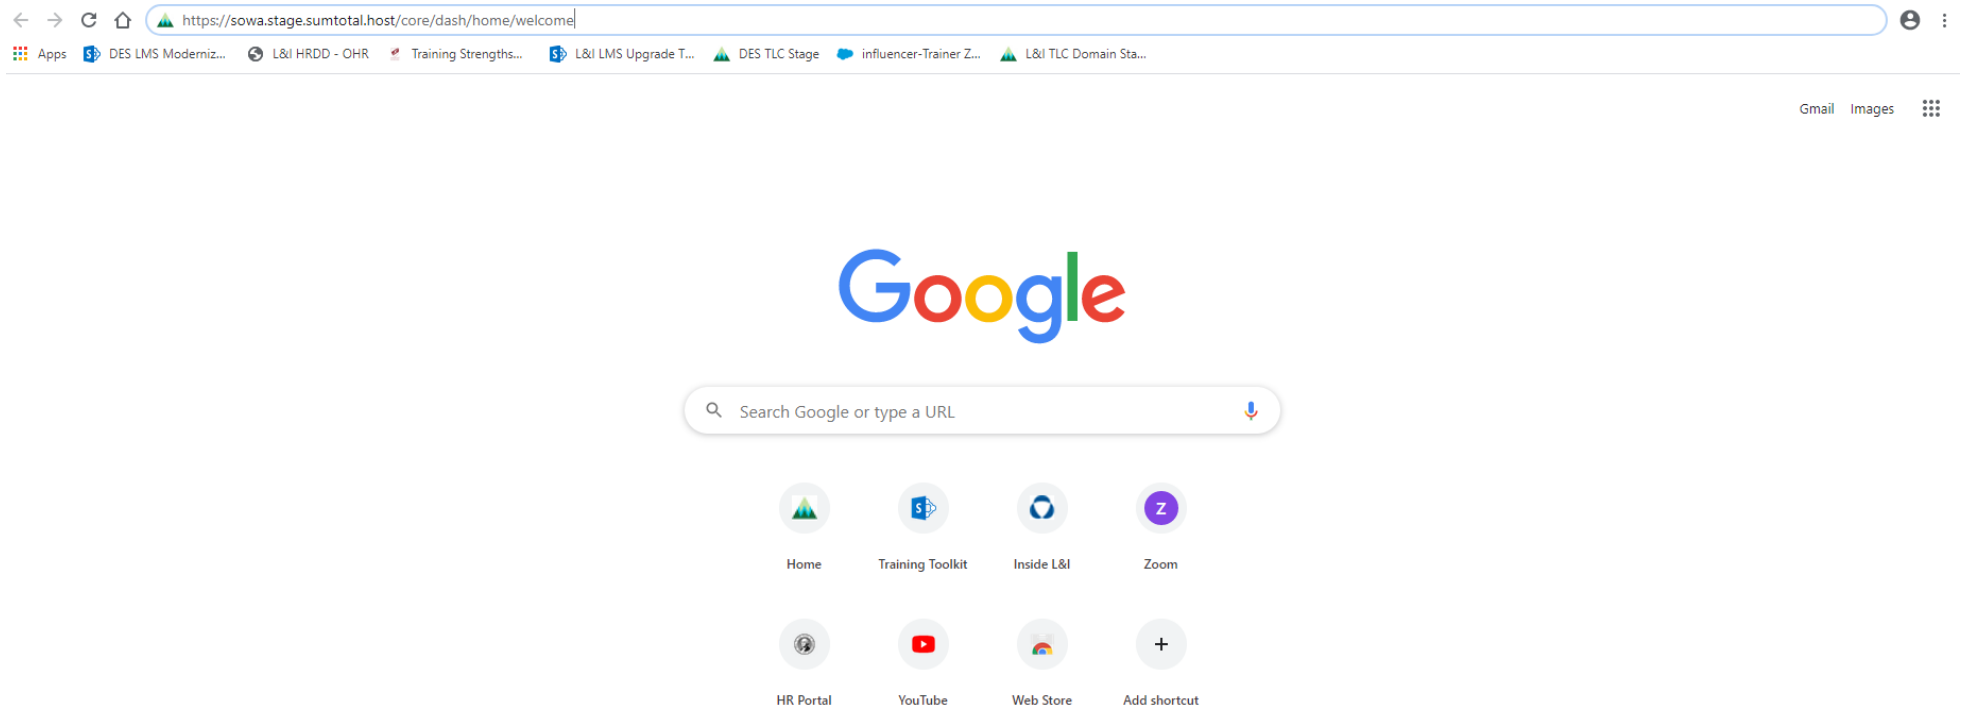 https://sowa.stage.sumtotal.host/core/dash/home/welcome
Apps DES LMS Moderniz... L&I HRDD - OHR Training Strengths... L&I LMS Upgrade T... DES TLC Stage influencer-Trainer Z... L&I TLC Domain Sta...
Gmail Images
Google
Search Google or type a URL
Z
Home Training Toolkit Inside L&I Zoom
HR Portal YouTube Web Store Add shortcut